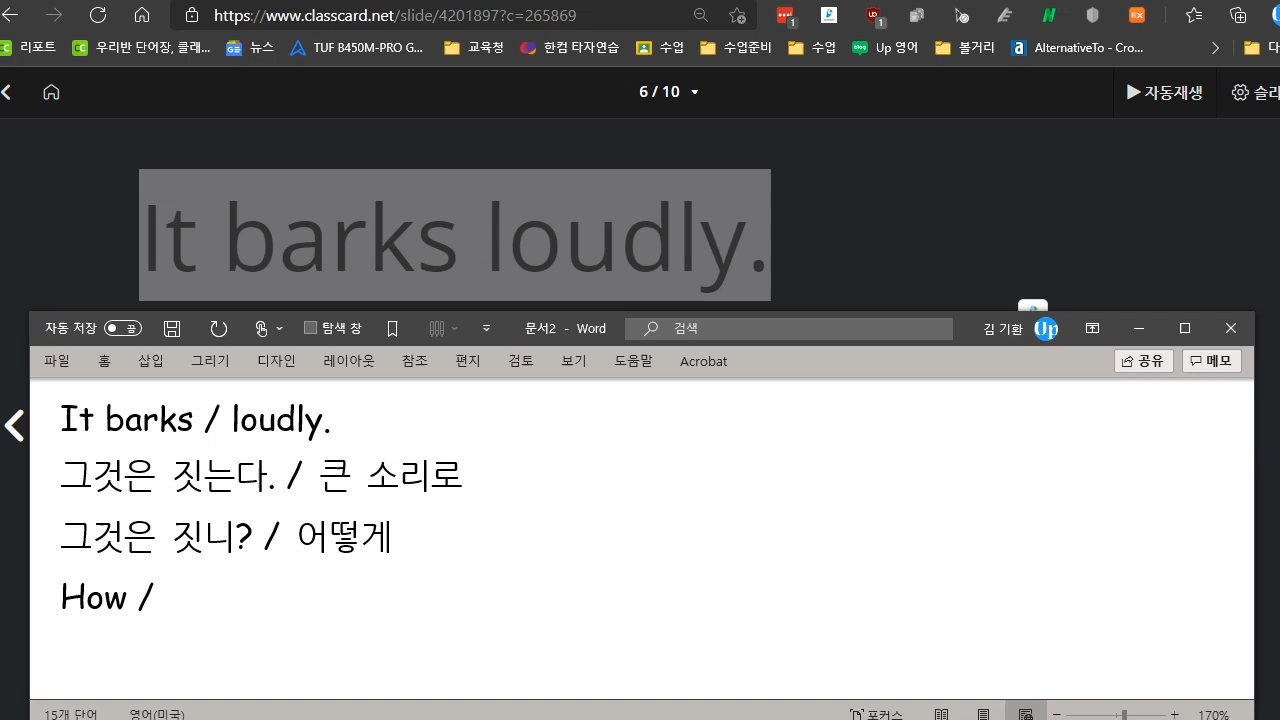 https://www.classcard.net/slide/4201897?c=265869
1
UD
1
리포트
우리반 단어장, 클래...
뉴스
TUF B450M-PRO G...
교육청
한컴 타자연습
수업
수업준비
수업
Up 영어
볼거리
AlternativeTo - Cro...
6 / 10
자동재생
It barks loudly.
자동 저장
끔
탐색 창
문서2 - Word
검색
김 기환
Up
파일 홈 삽입 그리기 디자인 레이아웃 참조 편지 검토 보기 도움말 Acrobat
공유
메모
It barks / loudly.
그것은 짖는다. / 큰 소리로
그것은 짖니? / 어떻게
How /
15개 단어
영어(미국)
포커스
170%